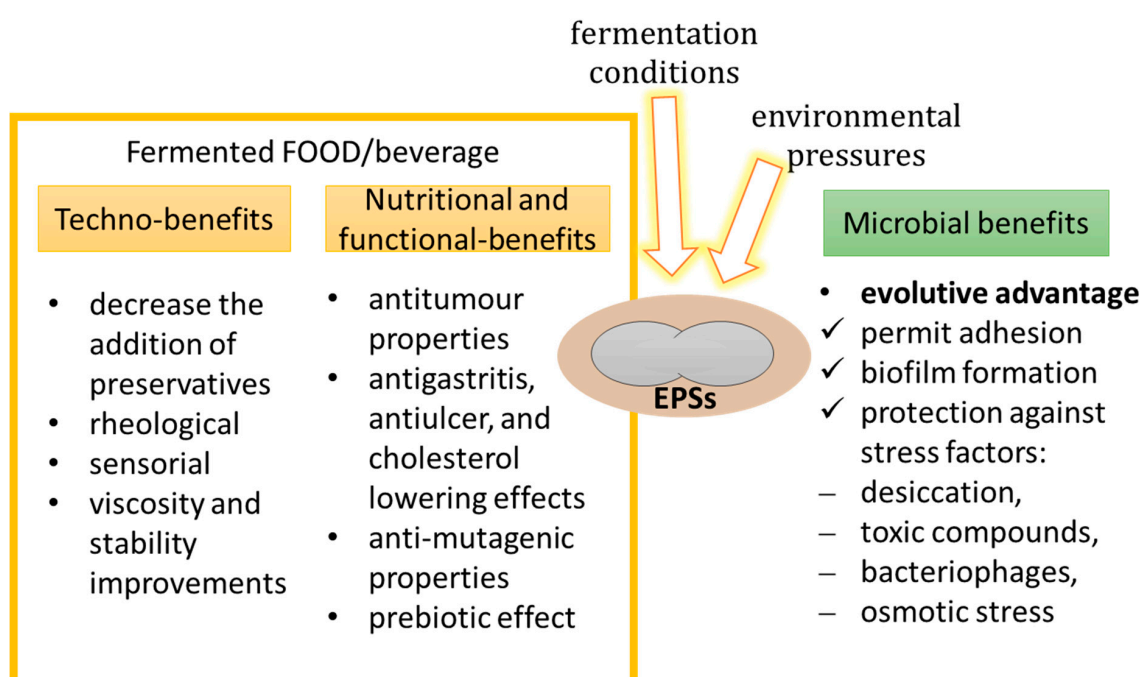 fermentation
conditions
environmental
pressures
Fermented FOOD/beverage
Techno-benefits
• decrease the
addition of
preservatives
• rheological
• sensorial
• viscosity and
stability
improvements
Nutritional and
functional-benefits
• antitumour
properties
• antigastritis,
antiulcer, and
cholesterol
lowering effects
• anti-mutagenic
properties
• prebiotic effect
EPSs
Microbial benefits
• evolutive advantage
✓ permit adhesion
✓ biofilm formation
✓ protection against
stress factors:
– desiccation,
– toxic compounds,
– bacteriophages,
– osmotic stress